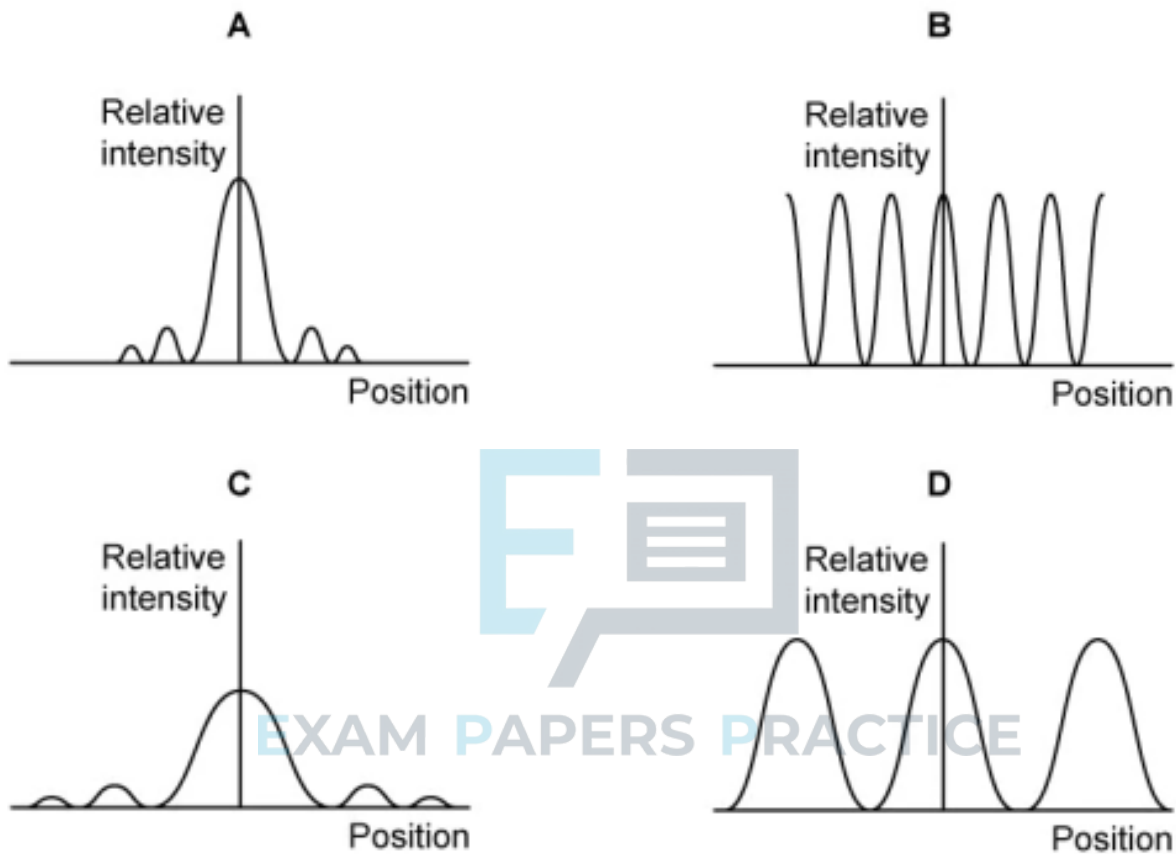 A
Relative
intensity
Position
B
Relative
intensity
Position
C
Relative
intensity
Position
D
Relative
intensity
Position
EXAM PAPERS PRACTICE